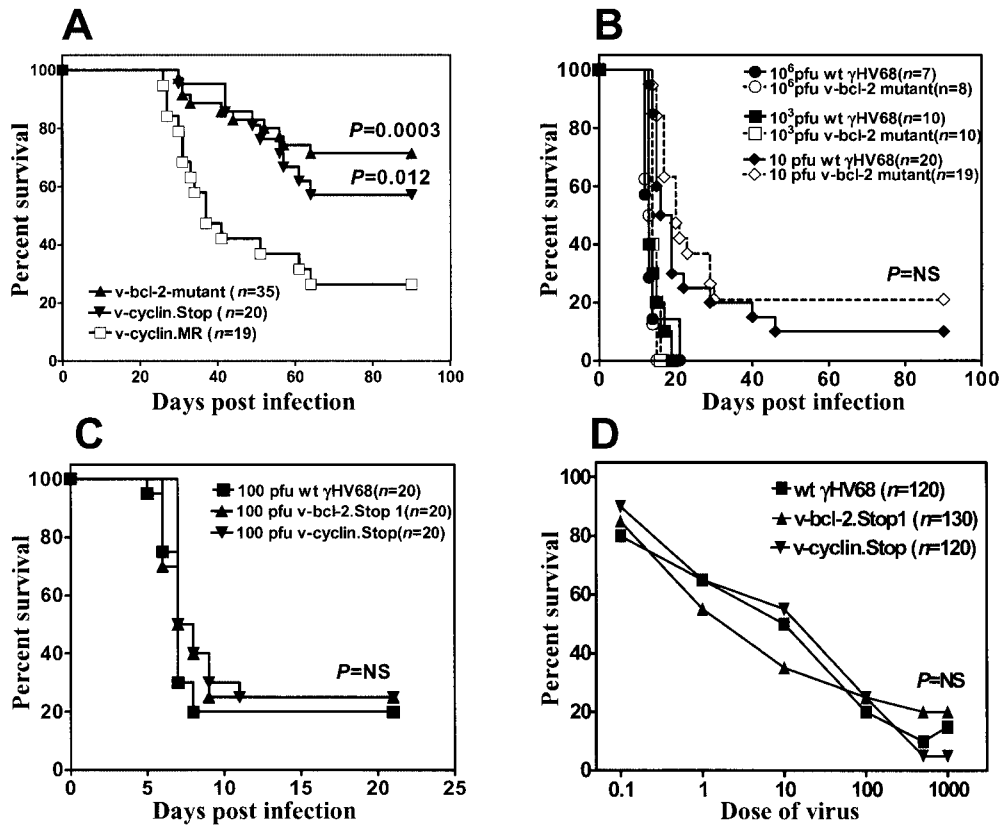 A
Percent survival
100
80
60
40
20
0
P=0.0003
P=0.012
v-bcl-2-mutant (n=35)
v-cyclin.Stop (n=20)
v-cyclin.MR (n=19)
0 20 40 60 80 100
Days post infection
B
Percent survival
100
80
60
40
20
0
10⁶pfu wt γHV68(n=7)
10⁶pfu v-bcl-2 mutant(n=8)
10³pfu wt γHV68(n=10)
10³pfu v-bcl-2 mutant(n=10)
10 pfu wt γHV68(n=20)
10 pfu v-bcl-2 mutant(n=19)
P=NS
0 20 40 60 80 100
Days post infection
C
Percent survival
100
80
60
40
20
0
100 pfu wt γHV68(n=20)
100 pfu v-bcl-2.Stop 1(n=20)
100 pfu v-cyclin.Stop(n=20)
P=NS
0 5 10 15 20 25
Days post infection
D
Percent survival
100
80
60
40
20
0
wt γHV68 (n=120)
v-bcl-2.Stop1 (n=130)
v-cyclin.Stop (n=120)
P=NS
0.1 1 10 100 1000
Dose of virus